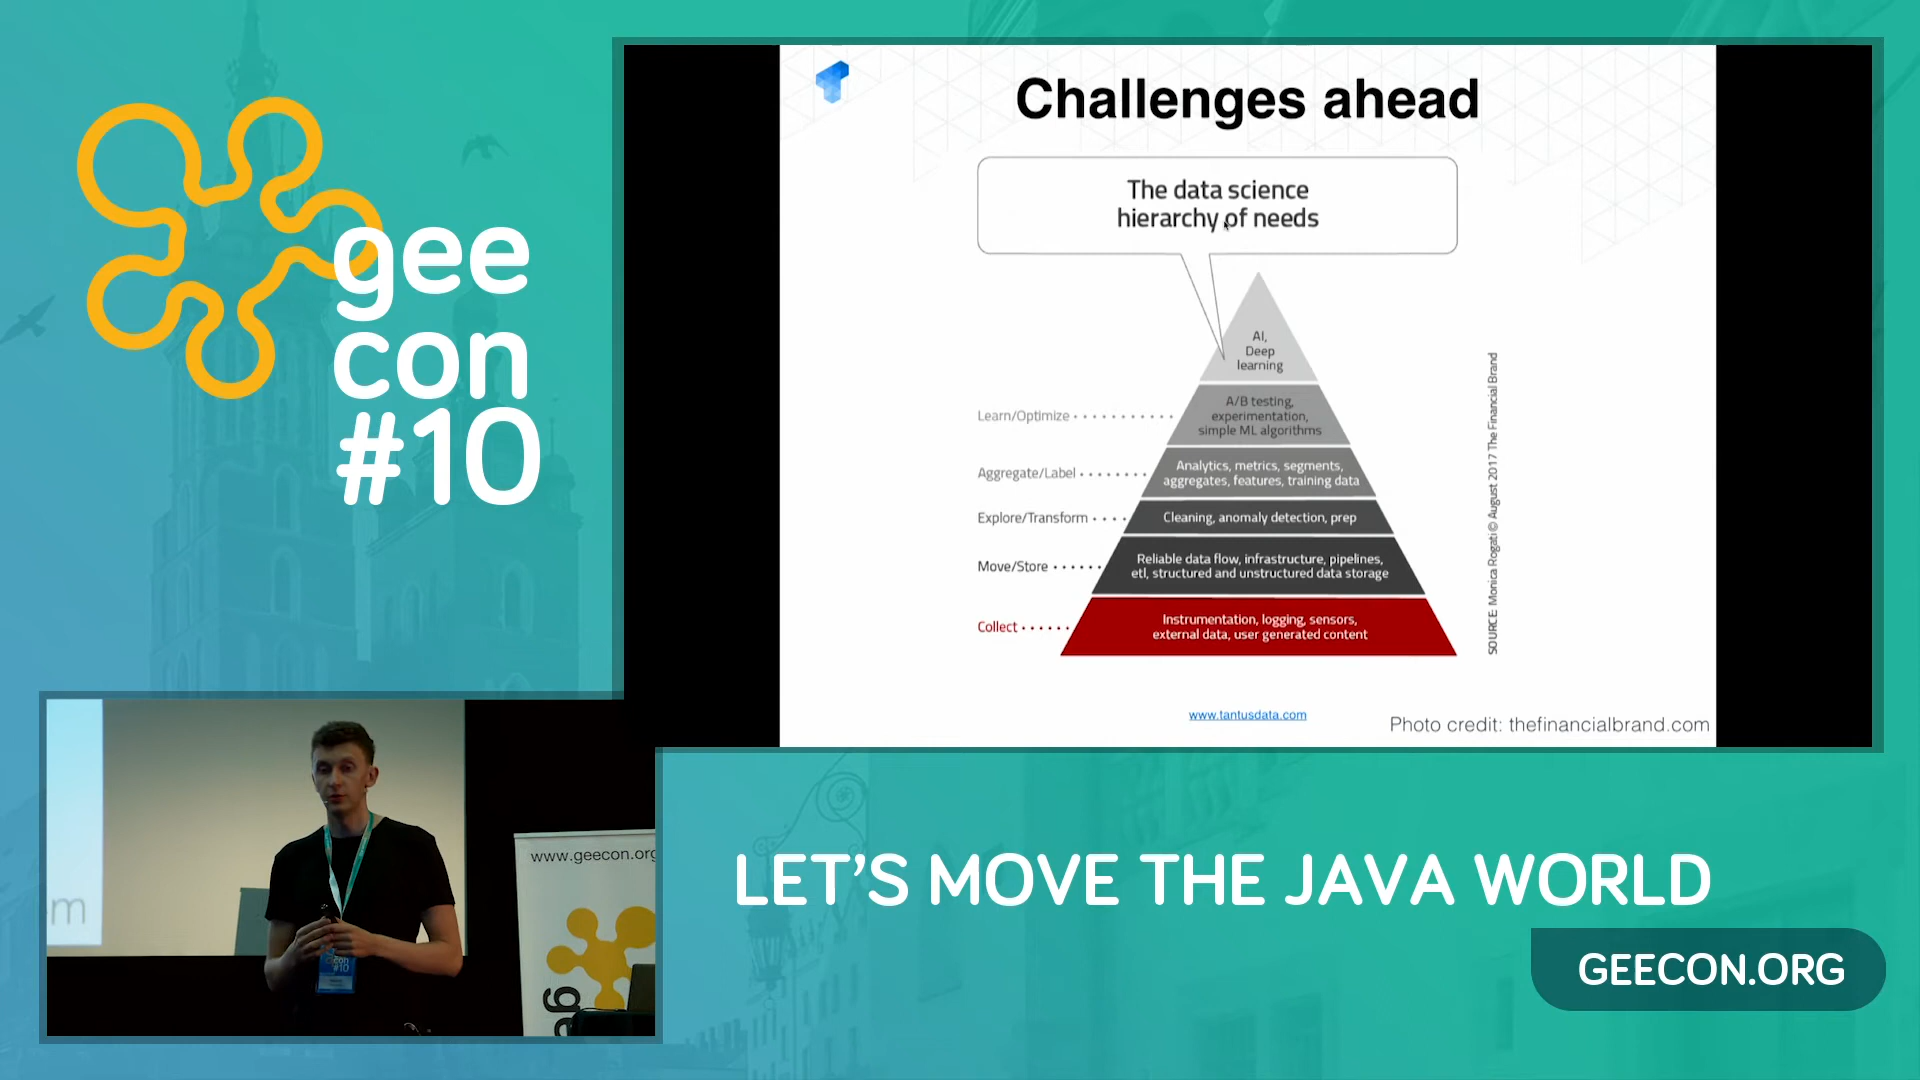 gee
con
#10
Challenges ahead
The data science
hierarchy of needs
AI,
Deep
learning
Learn/Optimize
A/B testing,
experimentation,
simple ML algorithms
Aggregate/Label
Analytics, metrics, segments,
aggregates, features, training data
Explore/Transform
Cleaning, anomaly detection, prep
Move/Store
Reliable data flow, infrastructure, pipelines,
etl, structured and unstructured data storage
Collect
Instrumentation, logging, sensors,
external data, user generated content
SOURCE: Monica Rogati© August 2017 The Financial Brand
www.tantusdata.com
Photo credit: thefinancialbrand.com
m
www.geecon.org
ge
con
#10
LET'S MOVE THE JAVA WORLD
GEECON.ORG